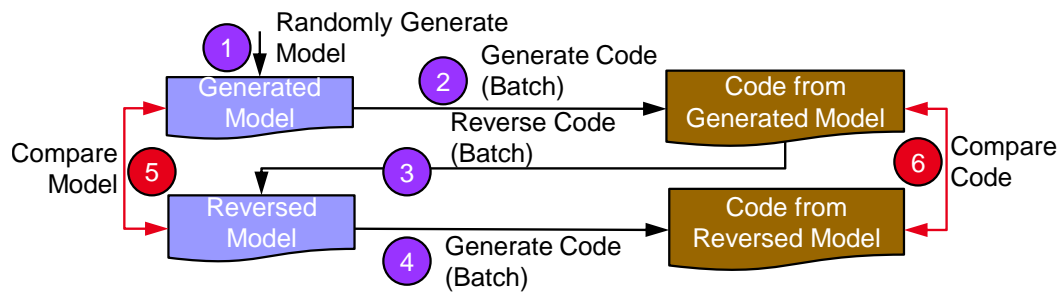 1
Randomly Generate
Model
2
Generate Code
(Batch)
Generated
Model
Code from
Generated Model
Reverse Code
(Batch)
3
Compare
Model
5
6
Compare
Code
Reversed
Model
Code from
Reversed Model
4
Generate Code
(Batch)